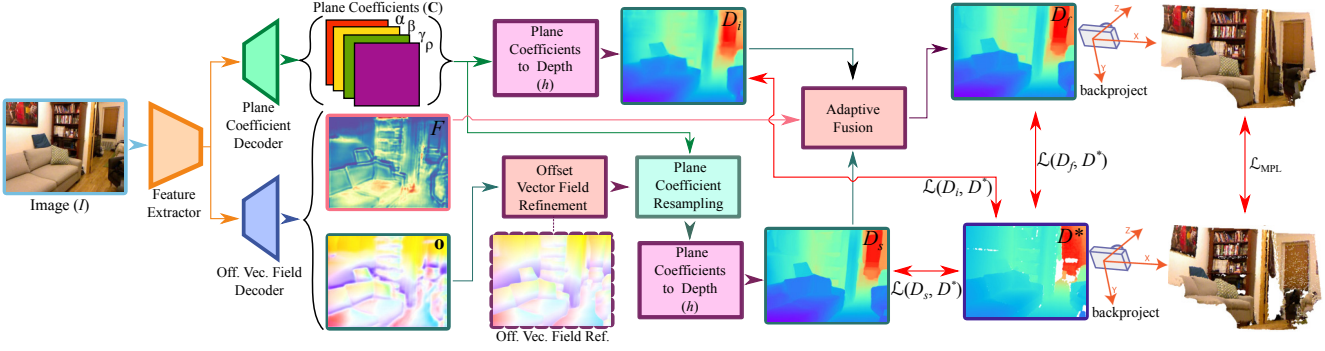 Plane Coefficients (C)
α
β
γ
ρ
Plane
Coefficient
Decoder
Image (I)
Feature
Extractor
Off. Vec. Field
Decoder
F
o
Plane
Coefficients
to Depth
(h)
D_i
Offset
Vector Field
Refinement
Off. Vec. Field Ref.
Plane
Coefficient
Resampling
Plane
Coefficients
to Depth
(h)
D_s
Adaptive
Fusion
D_f
Z
X
Y
backproject
ℒ(D_i, D*)
ℒ(D_f, D*)
ℒ_MPL
ℒ(D_s, D*)
D*
Z
X
Y
backproject